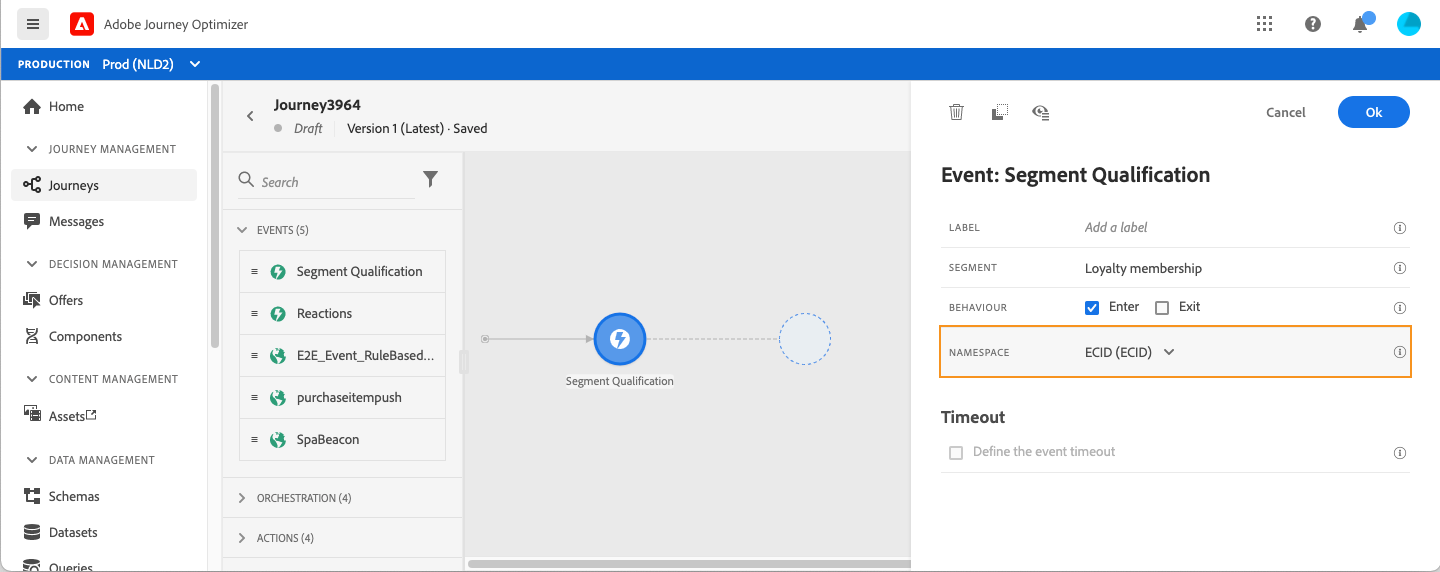 Adobe Journey Optimizer
PRODUCTION Prod (NLD2)
Home
JOURNEY MANAGEMENT
Journeys
Messages
DECISION MANAGEMENT
Offers
Components
CONTENT MANAGEMENT
Assets
DATA MANAGEMENT
Schemas
Datasets
Queries
Journey3964
Draft Version 1 (Latest) · Saved
Search
EVENTS (5)
Segment Qualification
Reactions
E2E_Event_RuleBased...
purchaseitempush
SpaBeacon
ORCHESTRATION (4)
ACTIONS (4)
Segment Qualification
Cancel Ok
Event: Segment Qualification
LABEL Add a label
SEGMENT Loyalty membership
BEHAVIOUR Enter Exit
NAMESPACE ECID (ECID)
Timeout
Define the event timeout